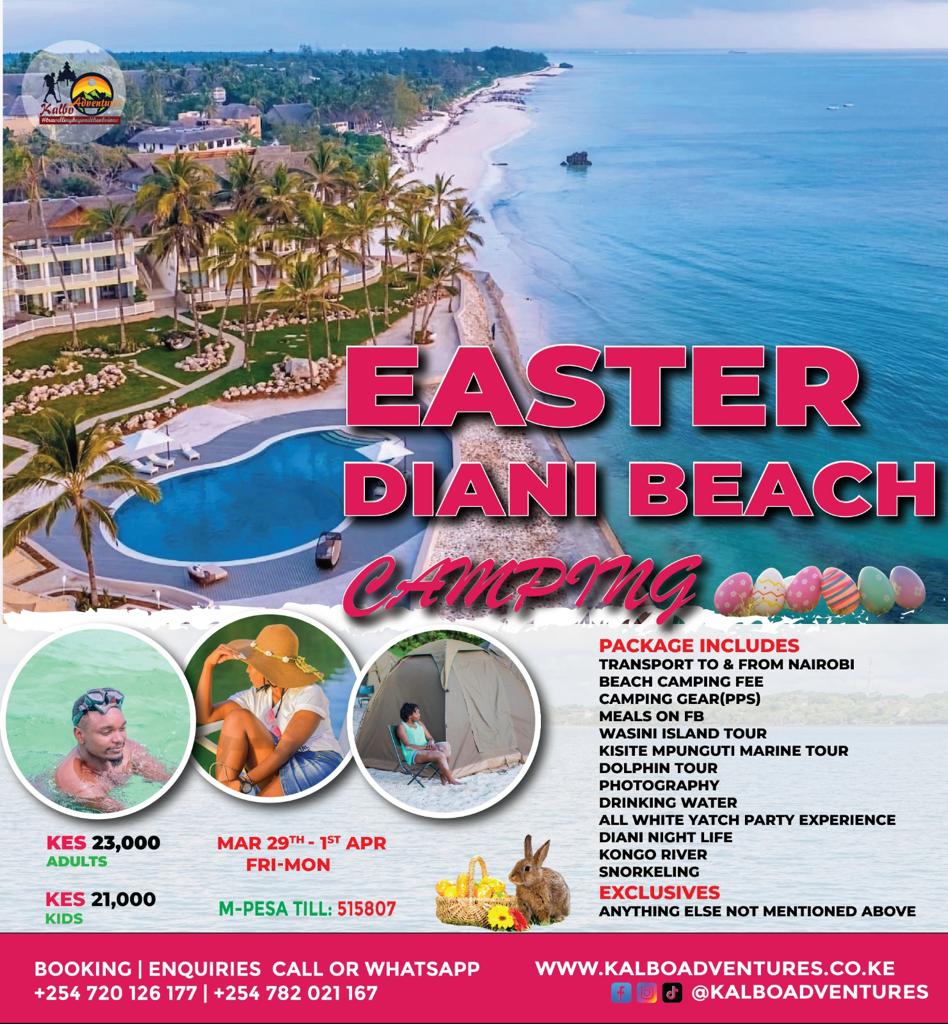 Kalbo Adventures
#travellingbeyondtheborders
EASTER
DIANI BEACH
CAMPING
KES 23,000
ADULTS
KES 21,000
KIDS
MAR 29TH - 1ST APR
FRI-MON
M-PESA TILL: 515807
PACKAGE INCLUDES
TRANSPORT TO & FROM NAIROBI
BEACH CAMPING FEE
CAMPING GEAR(PPS)
MEALS ON FB
WASINI ISLAND TOUR
KISITE MPUNGUTI MARINE TOUR
DOLPHIN TOUR
PHOTOGRAPHY
DRINKING WATER
ALL WHITE YATCH PARTY EXPERIENCE
DIANI NIGHT LIFE
KONGO RIVER
SNORKELING
EXCLUSIVES
ANYTHING ELSE NOT MENTIONED ABOVE
BOOKING | ENQUIRIES CALL OR WHATSAPP
+254 720 126 177 | +254 782 021 167
WWW.KALBOADVENTURES.CO.KE
@KALBOADVENTURES